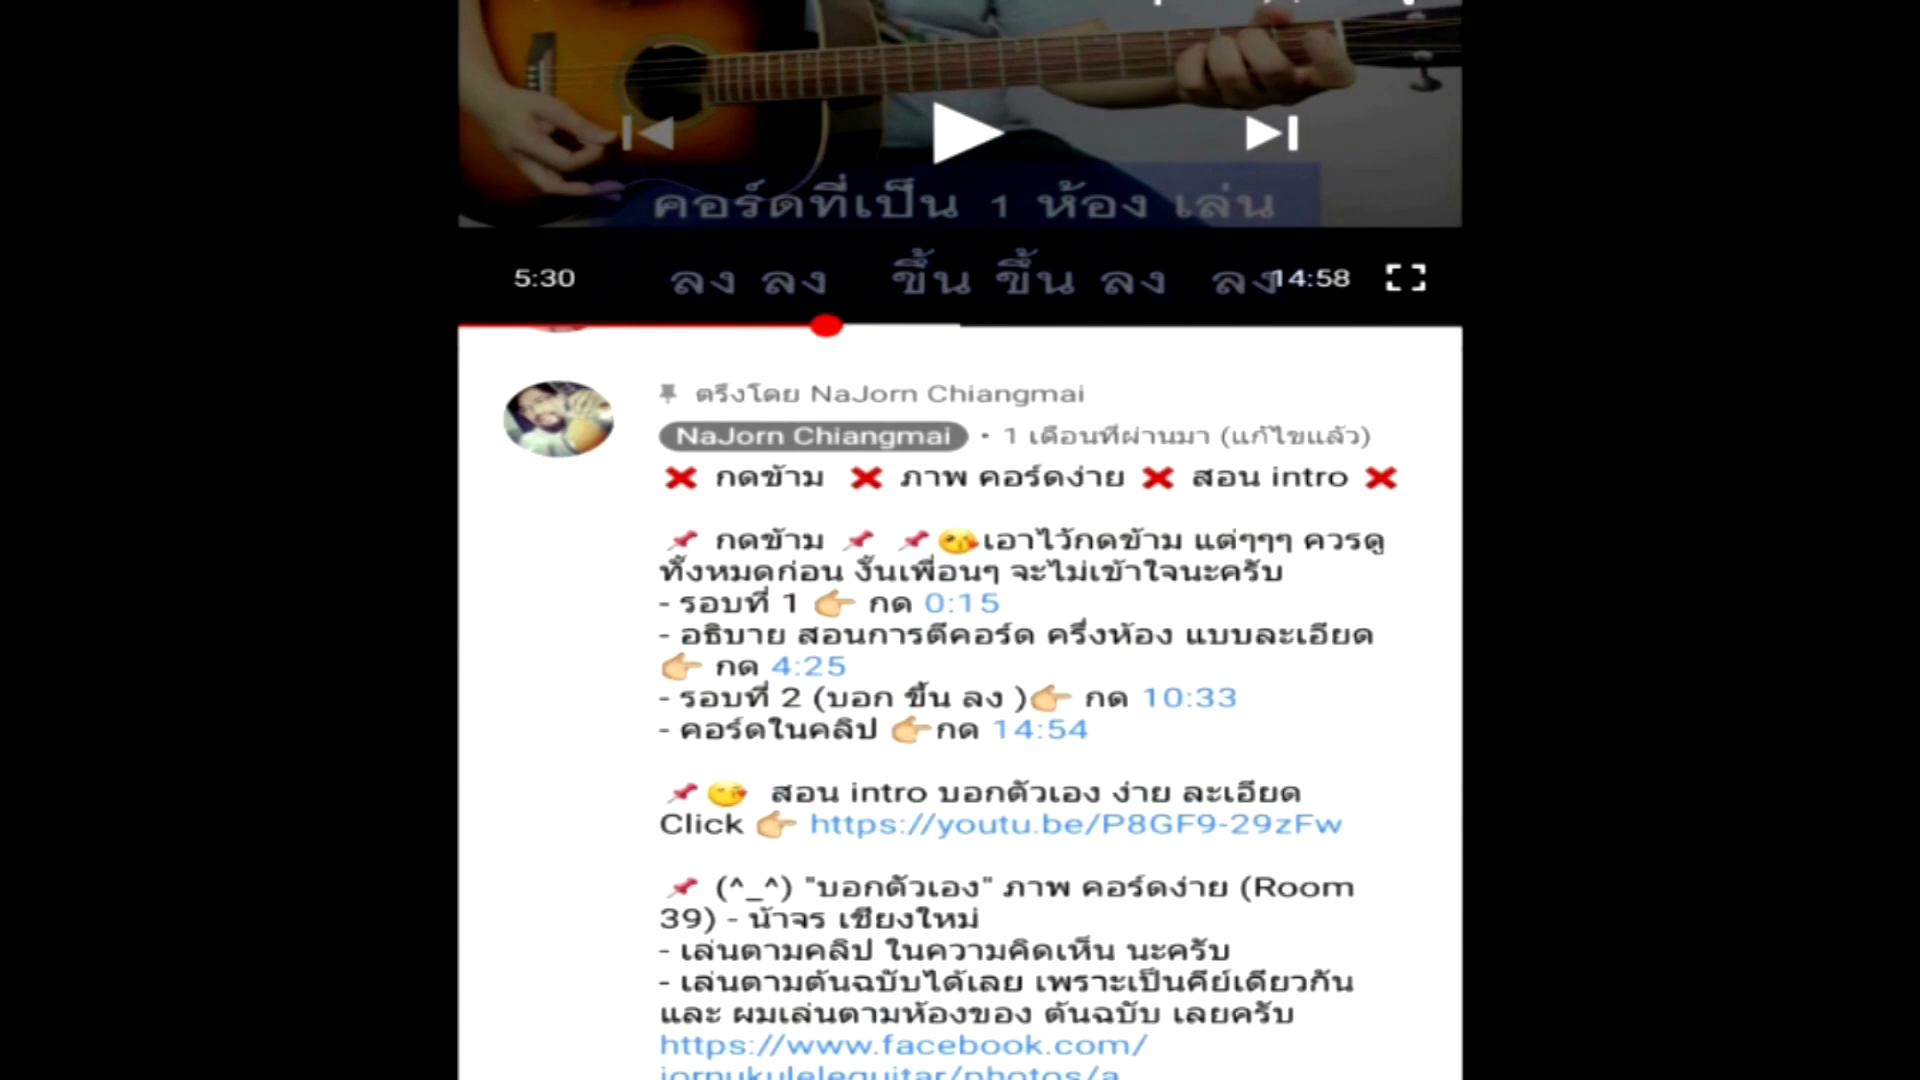 คอร์ดที่เป็น 1 ห้อง เล่น
5:30 ลง ลง ขึ้น ขึ้น ลง ลง 14:58
ตรึงโดย NaJorn Chiangmai
NaJorn Chiangmai • 1 เดือนที่ผ่านมา (แก้ไขแล้ว)
❌ กดข้าม ❌ ภาพ คอร์ดง่าย ❌ สอน intro ❌
📌 กดข้าม 📌 📌😘เอาไว้กดข้าม แต่ๆๆๆ ควรดู
ทั้งหมดก่อน งั้นเพื่อนๆ จะไม่เข้าใจนะครับ
- รอบที่ 1 👉 กด 0:15
- อธิบาย สอนการตีคอร์ด ครึ่งห้อง แบบละเอียด
👉 กด 4:25
- รอบที่ 2 (บอก ขึ้น ลง )👉 กด 10:33
- คอร์ดในคลิป 👉กด 14:54
📌😘 สอน intro บอกตัวเอง ง่าย ละเอียด
Click 👉 https://youtu.be/P8GF9-29zFw
📌 (^_^) "บอกตัวเอง" ภาพ คอร์ดง่าย (Room
39) - น้าจร เชียงใหม่
- เล่นตามคลิป ในความคิดเห็น นะครับ
- เล่นตามต้นฉบับได้เลย เพราะเป็นคีย์เดียวกัน
และ ผมเล่นตามห้องของ ต้นฉบับ เลยครับ
https://www.facebook.com/
jornukuleleguitar/photos/a